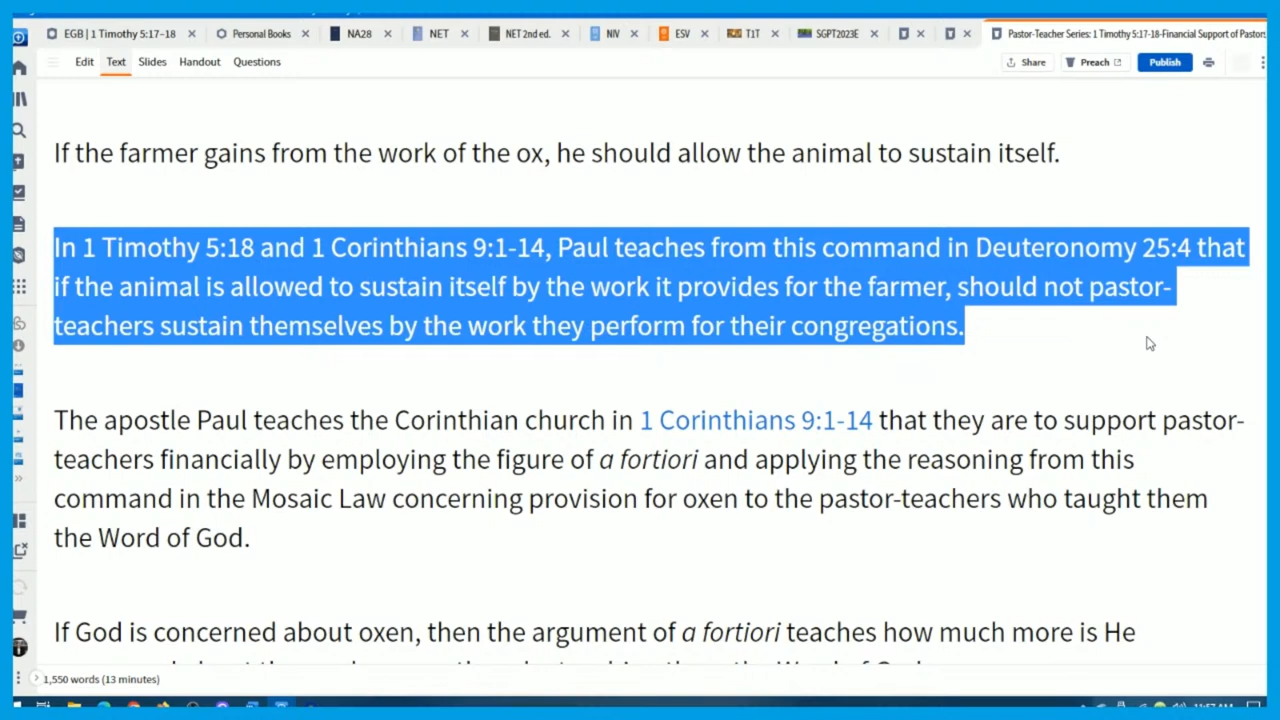 EGB | 1 Timothy 5:17–18
Personal Books
NA28
NET
NET 2nd ed.
NIV
ESV
T1T
SGPT2023E
Pastor-Teacher Series: 1 Timothy 5:17-18-Financial Support of Pastor
Edit Text Slides Handout Questions
Share Preach Publish
If the farmer gains from the work of the ox, he should allow the animal to sustain itself.
In 1 Timothy 5:18 and 1 Corinthians 9:1-14, Paul teaches from this command in Deuteronomy 25:4 that
if the animal is allowed to sustain itself by the work it provides for the farmer, should not pastor-
teachers sustain themselves by the work they perform for their congregations.
The apostle Paul teaches the Corinthian church in 1 Corinthians 9:1-14 that they are to support pastor-
teachers financially by employing the figure of a fortiori and applying the reasoning from this
command in the Mosaic Law concerning provision for oxen to the pastor-teachers who taught them
the Word of God.
If God is concerned about oxen, then the argument of a fortiori teaches how much more is He
1,550 words (13 minutes)